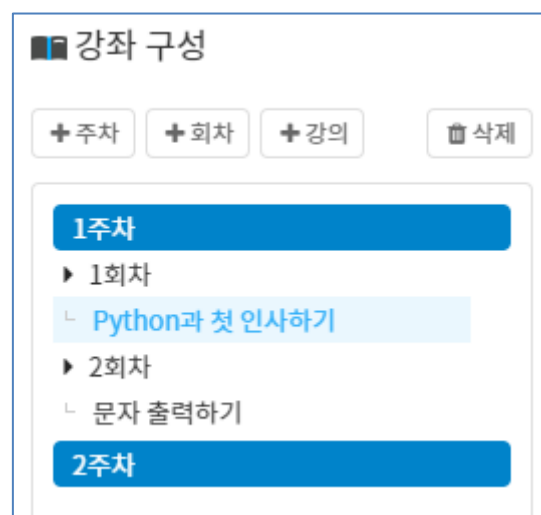 강좌 구성
+주차 +회차 +강의 삭제
1주차
1회차
Python과 첫 인사하기
2회차
문자 출력하기
2주차